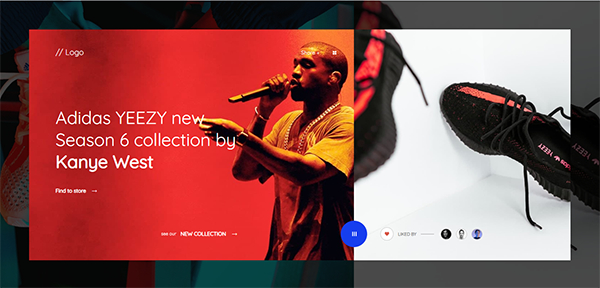 // Logo
Adidas YEEZY new
Season 6 collection by
Kanye West
Find to store →
see our NEW COLLECTION →
LIKED BY